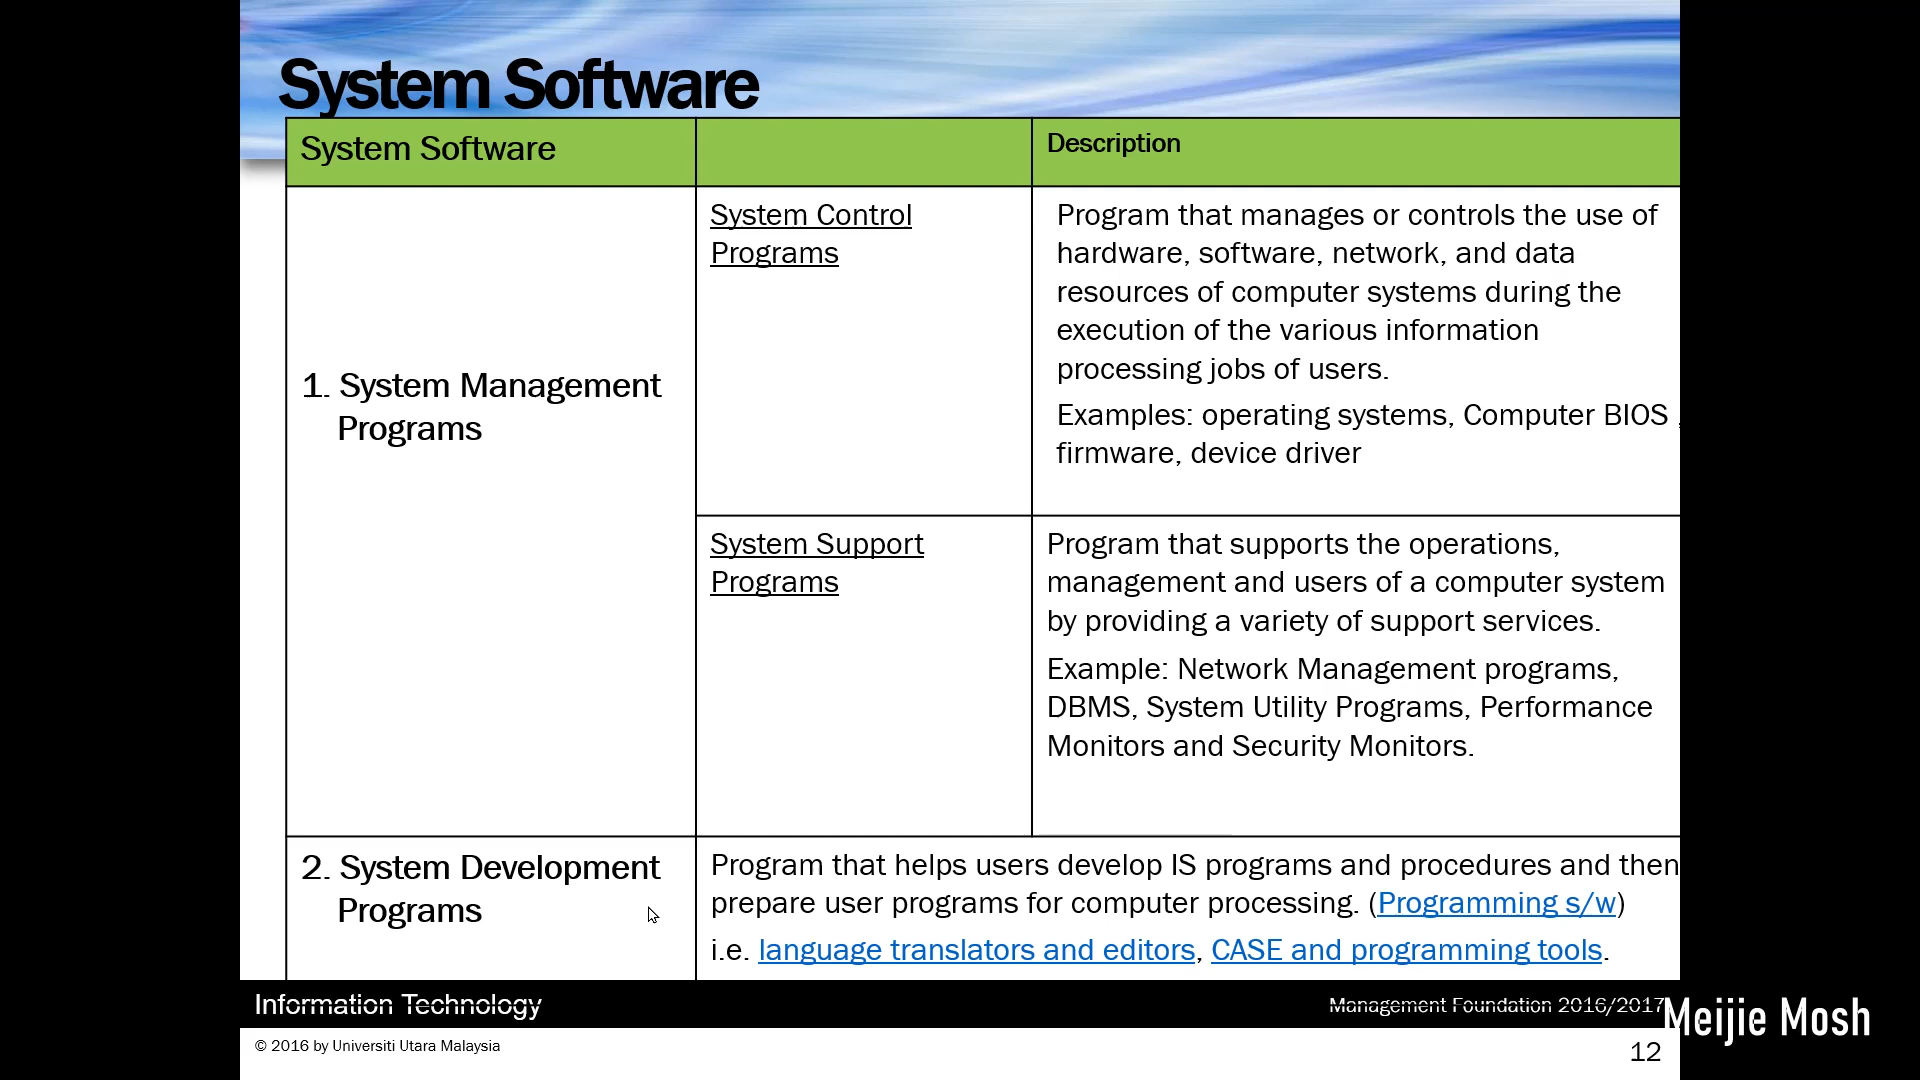 System Software
System Software
Description
1. System Management
Programs
System Control
Programs
Program that manages or controls the use of
hardware, software, network, and data
resources of computer systems during the
execution of the various information
processing jobs of users.
Examples: operating systems, Computer BIOS ,
firmware, device driver
System Support
Programs
Program that supports the operations,
management and users of a computer system
by providing a variety of support services.
Example: Network Management programs,
DBMS, System Utility Programs, Performance
Monitors and Security Monitors.
2. System Development
Programs
Program that helps users develop IS programs and procedures and then
prepare user programs for computer processing. (Programming s/w)
i.e. language translators and editors, CASE and programming tools.
Information Technology
Management Foundation 2016/2017
Meijie Mosh
© 2016 by Universiti Utara Malaysia
12